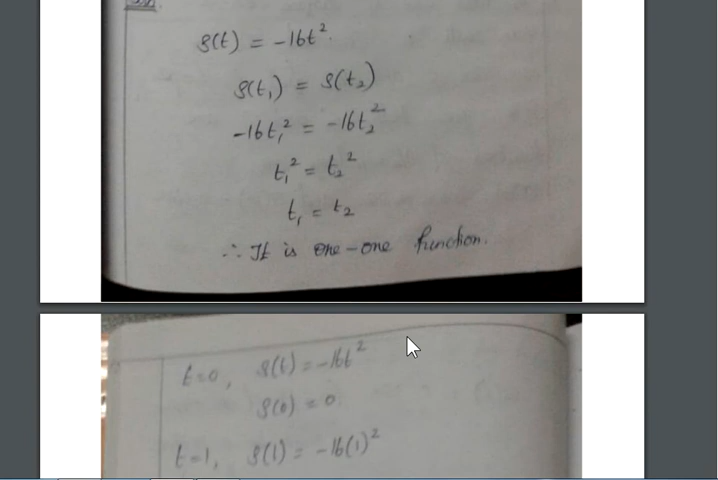 S(t) = -16t²
S(t₁) = S(t₂)
-16t₁² = -16t₂²
t₁² = t₂²
t₁ = t₂
∴ It is one-one function.
t=0, S(t) = -16t²
S(0) = 0
t=1, S(1) = -16(1)²